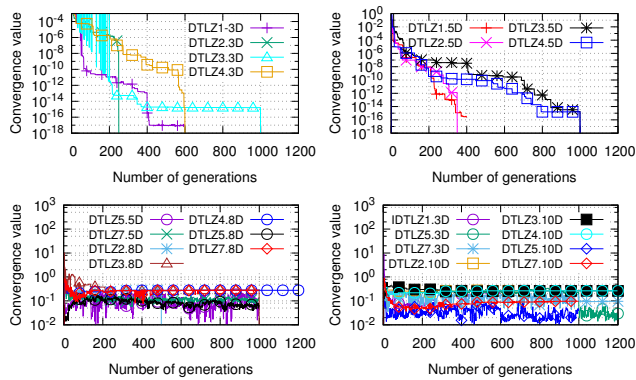 Convergence value
10^-4
10^-6
10^-8
10^-10
10^-12
10^-14
10^-16
10^-18
DTLZ1-3D
DTLZ2.3D
DTLZ3.3D
DTLZ4.3D
0 200 400 600 800 1000 1200
Number of generations
Convergence value
10^0
10^-2
10^-4
10^-6
10^-8
10^-10
10^-12
10^-14
10^-16
10^-18
DTLZ1.5D DTLZ3.5D
DTLZ2.5D DTLZ4.5D
0 200 400 600 800 1000 1200
Number of generations
Convergence value
10^3
10^2
10^1
10^0
10^-1
10^-2
DTLZ5.5D DTLZ4.8D
DTLZ7.5D DTLZ5.8D
DTLZ2.8D DTLZ7.8D
DTLZ3.8D
0 200 400 600 800 1000 1200
Number of generations
Convergence value
10^3
10^2
10^1
10^0
10^-1
10^-2
IDTLZ1.3D DTLZ3.10D
DTLZ5.3D DTLZ4.10D
DTLZ7.3D DTLZ5.10D
DTLZ2.10D DTLZ7.10D
0 200 400 600 800 1000 1200
Number of generations